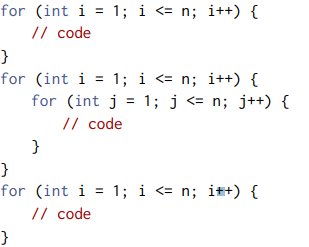 for (int i = 1; i <= n; i++) {
    // code
}
for (int i = 1; i <= n; i++) {
    for (int j = 1; j <= n; j++) {
        // code
    }
}
for (int i = 1; i <= n; i++) {
    // code
}